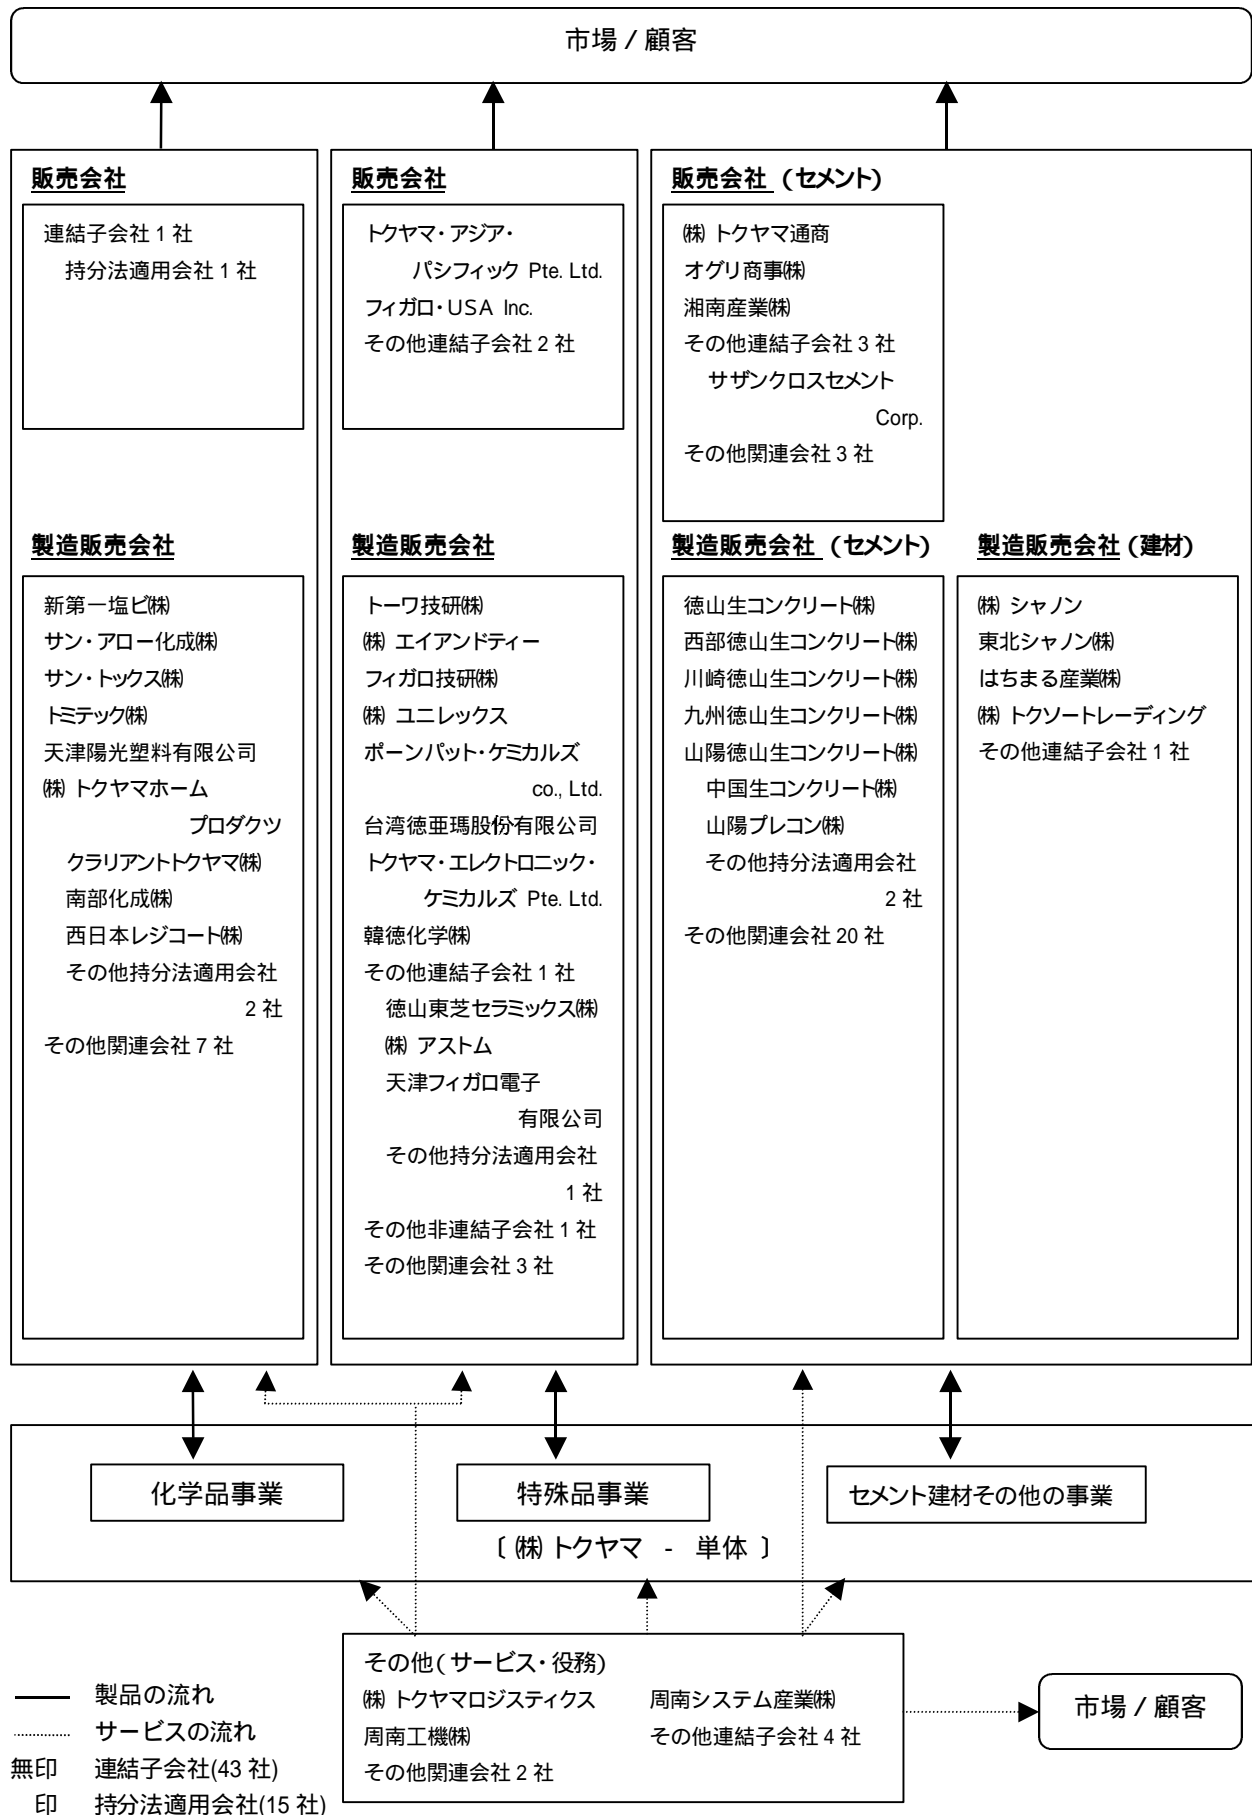 市場 / 顧客
販売会社
連結子会社 1 社
持分法適用会社 1 社
製造販売会社
新第一塩ビ㈱
サン・アロー化成㈱
サン・トックス㈱
トミテック㈱
天津陽光塑料有限公司
㈱ トクヤマホーム
プロダクツ
クラリアントトクヤマ㈱
南部化成㈱
西日本レジコート㈱
その他持分法適用会社
2 社
その他関連会社 7 社
販売会社
トクヤマ・アジア・
パシフィック Pte. Ltd.
フィガロ・USA Inc.
その他連結子会社 2 社
製造販売会社
トーワ技研㈱
㈱ エイアンドティー
フィガロ技研㈱
㈱ ユニレックス
ポーンパット・ケミカルズ
co., Ltd.
台湾徳亜瑪股份有限公司
トクヤマ・エレクトロニック・
ケミカルズ Pte. Ltd.
韓徳化学㈱
その他連結子会社 1 社
徳山東芝セラミックス㈱
㈱ アストム
天津フィガロ電子
有限公司
その他持分法適用会社
1 社
その他非連結子会社 1 社
その他関連会社 3 社
販売会社 (セメント)
㈱ トクヤマ通商
オグリ商事㈱
湘南産業㈱
その他連結子会社 3 社
サザンクロスセメント
Corp.
その他関連会社 3 社
製造販売会社 (セメント)
徳山生コンクリート㈱
西部徳山生コンクリート㈱
川崎徳山生コンクリート㈱
九州徳山生コンクリート㈱
山陽徳山生コンクリート㈱
中国生コンクリート㈱
山陽プレコン㈱
その他持分法適用会社
2 社
その他関連会社 20 社
製造販売会社 (建材)
㈱ シャノン
東北シャノン㈱
はちまる産業㈱
㈱ トクソートレーディング
その他連結子会社 1 社
化学品事業
特殊品事業
セメント建材その他の事業
〔 ㈱ トクヤマ - 単体 〕
その他(サービス・役務)
㈱ トクヤマロジスティクス 周南システム産業㈱
周南工機㈱ その他連結子会社 4 社
その他関連会社 2 社
市場 / 顧客
製品の流れ
サービスの流れ
無印 連結子会社(43 社)
印 持分法適用会社(15 社)